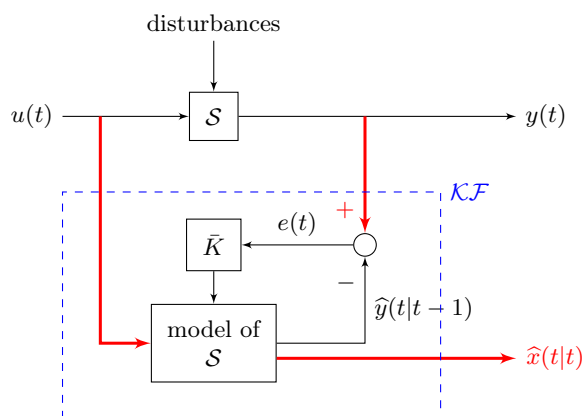 disturbances
u(t)
𝒮
y(t)
𝒦ℱ
+
e(t)
K̄
−
ŷ(t|t − 1)
model of
𝒮
x̂(t|t)